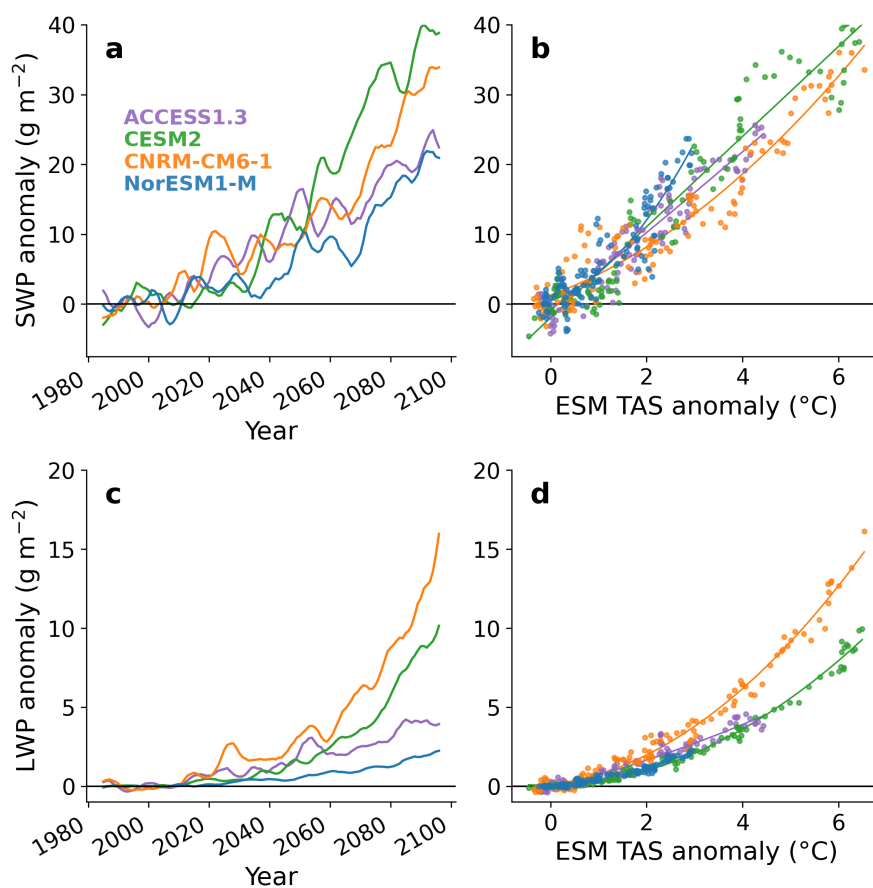 a
SWP anomaly (g m−2)
40
30
20
10
0
ACCESS1.3
CESM2
CNRM-CM6-1
NorESM1-M
1980 2000 2020 2040 2060 2080 2100
Year
b
40
30
20
10
0
0 2 4 6
ESM TAS anomaly (°C)
c
LWP anomaly (g m−2)
20
15
10
5
0
1980 2000 2020 2040 2060 2080 2100
Year
d
20
15
10
5
0
0 2 4 6
ESM TAS anomaly (°C)